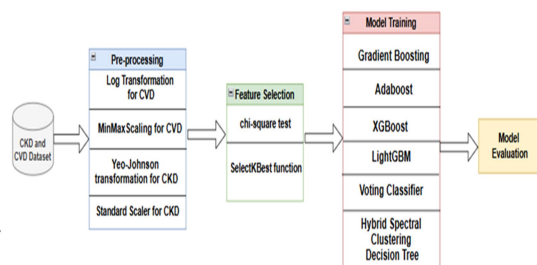 CKD and
CVD Dataset
Pre-processing
Log Transformation
for CVD
MinMaxScaling for CVD
Yeo-Johnson
transformation for CKD
Standard Scaler for CKD
Feature Selection
chi-square test
SelectKBest function
Model Training
Gradient Boosting
Adaboost
XGBoost
LightGBM
Voting Classifier
Hybrid Spectral
Clustering
Decision Tree
Model
Evaluation